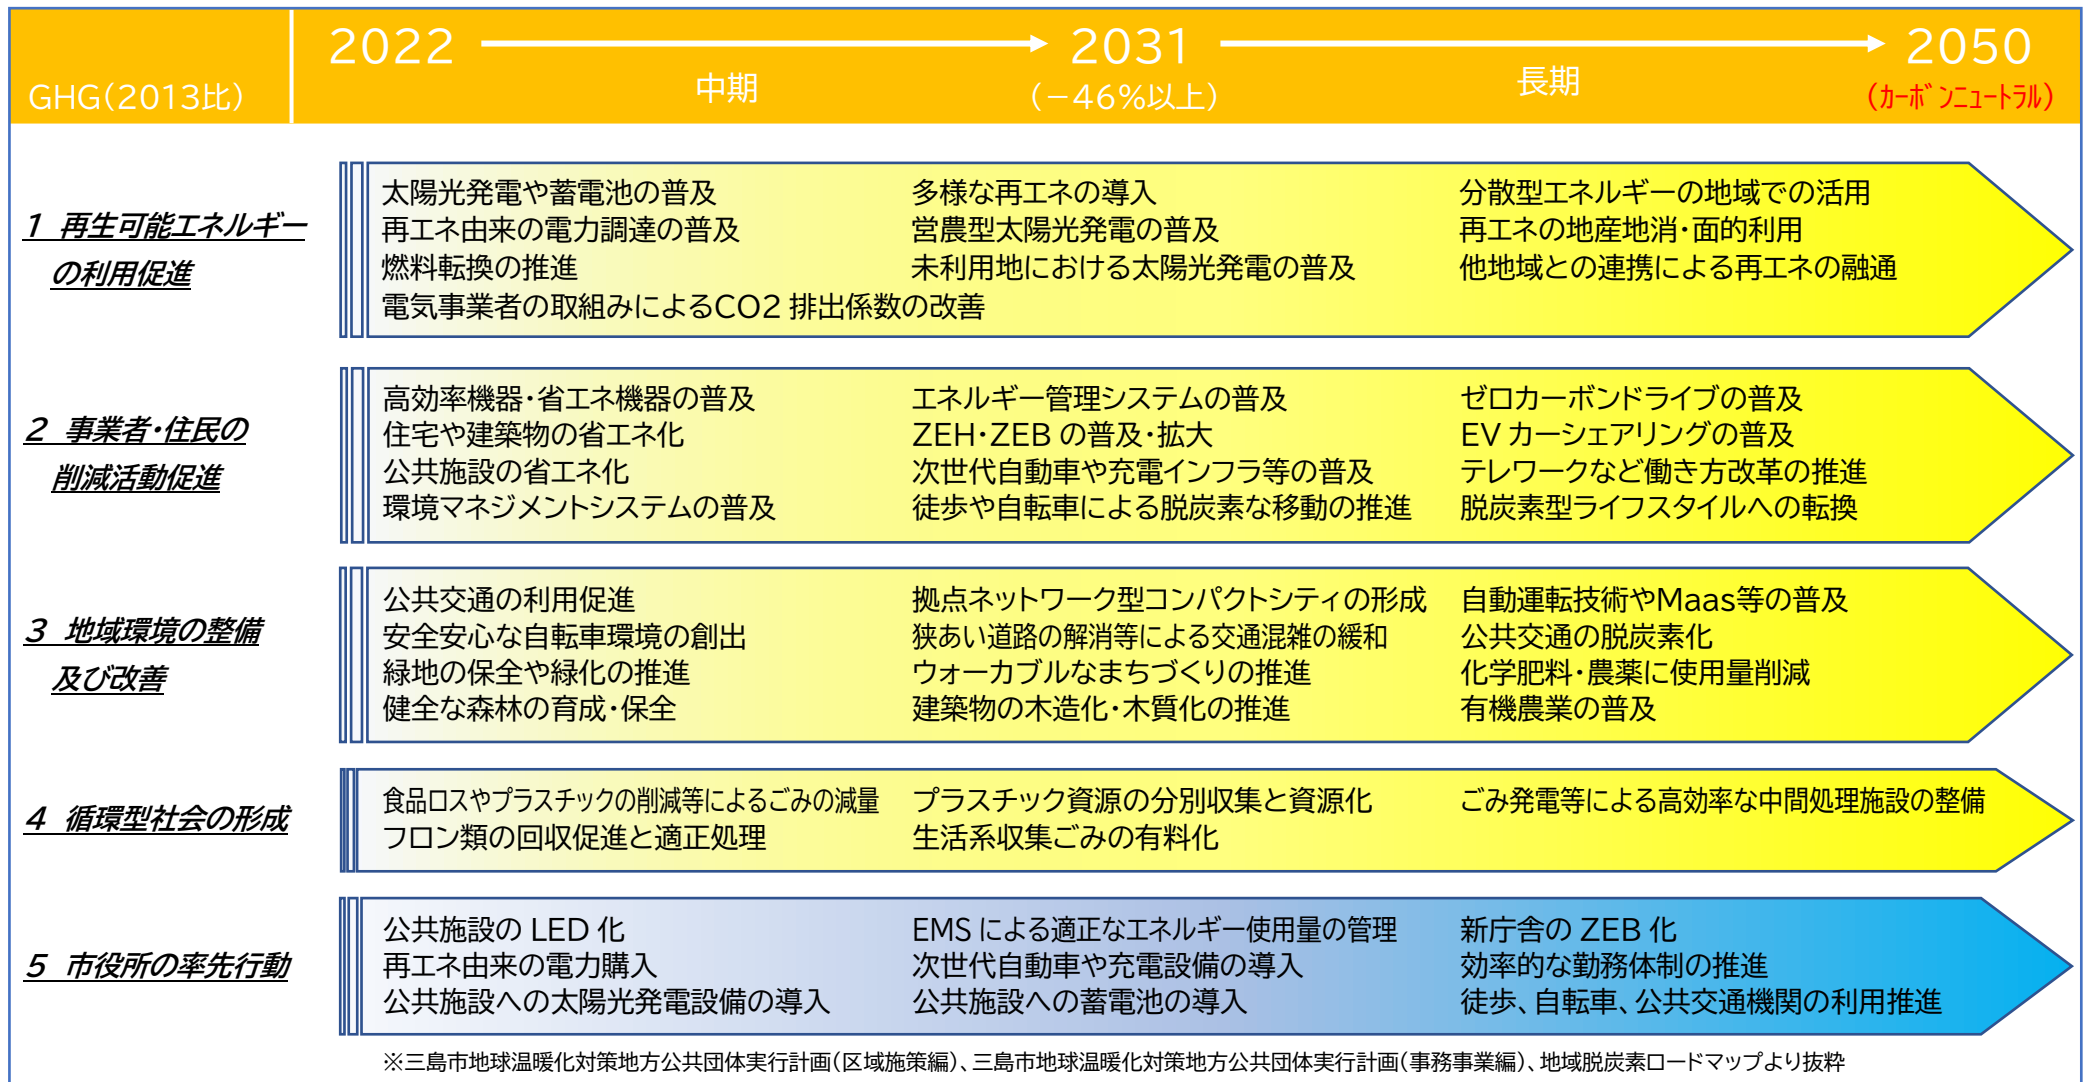 2022 2031 2050
GHG(2013比) 中期 (-46%以上) 長期 (カーボンニュートラル)
1 再生可能エネルギー
の利用促進
太陽光発電や蓄電池の普及 多様な再エネの導入 分散型エネルギーの地域での活用
再エネ由来の電力調達の普及 営農型太陽光発電の普及 再エネの地産地消・面的利用
燃料転換の推進 未利用地における太陽光発電の普及 他地域との連携による再エネの融通
電気事業者の取組みによるCO2 排出係数の改善
2 事業者・住民の
削減活動促進
高効率機器・省エネ機器の普及 エネルギー管理システムの普及 ゼロカーボンドライブの普及
住宅や建築物の省エネ化 ZEH・ZEB の普及・拡大 EV カーシェアリングの普及
公共施設の省エネ化 次世代自動車や充電インフラ等の普及 テレワークなど働き方改革の推進
環境マネジメントシステムの普及 徒歩や自転車による脱炭素な移動の推進 脱炭素型ライフスタイルへの転換
3 地域環境の整備
及び改善
公共交通の利用促進 拠点ネットワーク型コンパクトシティの形成 自動運転技術やMaas等の普及
安全安心な自転車環境の創出 狭あい道路の解消等による交通混雑の緩和 公共交通の脱炭素化
緑地の保全や緑化の推進 ウォーカブルなまちづくりの推進 化学肥料・農薬に使用量削減
健全な森林の育成・保全 建築物の木造化・木質化の推進 有機農業の普及
4 循環型社会の形成
食品ロスやプラスチックの削減等によるごみの減量 プラスチック資源の分別収集と資源化 ごみ発電等による高効率な中間処理施設の整備
フロン類の回収促進と適正処理 生活系収集ごみの有料化
5 市役所の率先行動
公共施設の LED 化 EMS による適正なエネルギー使用量の管理 新庁舎の ZEB 化
再エネ由来の電力購入 次世代自動車や充電設備の導入 効率的な勤務体制の推進
公共施設への太陽光発電設備の導入 公共施設への蓄電池の導入 徒歩、自転車、公共交通機関の利用推進
※三島市地球温暖化対策地方公共団体実行計画(区域施策編)、三島市地球温暖化対策地方公共団体実行計画(事務事業編)、地域脱炭素ロードマップより抜粋